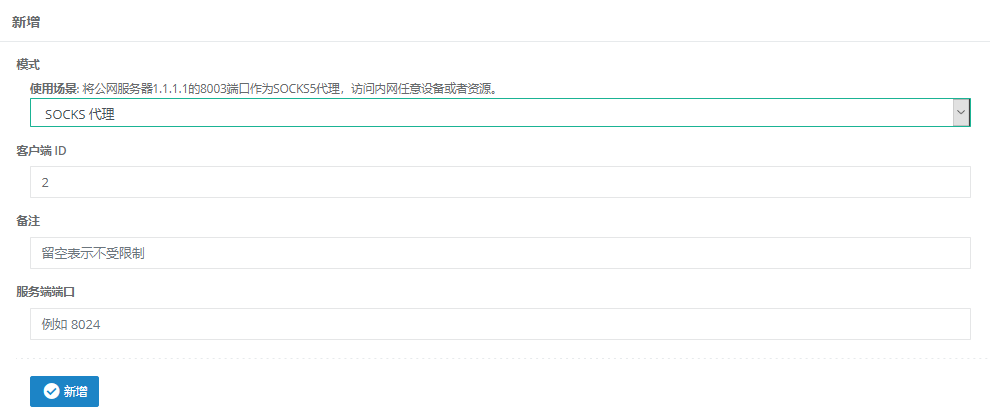 新增
模式
使用场景: 将公网服务器1.1.1.1的8003端口作为SOCKS5代理，访问内网任意设备或者资源。
SOCKS 代理
客户端 ID
2
备注
留空表示不受限制
服务端端口
例如 8024
新增